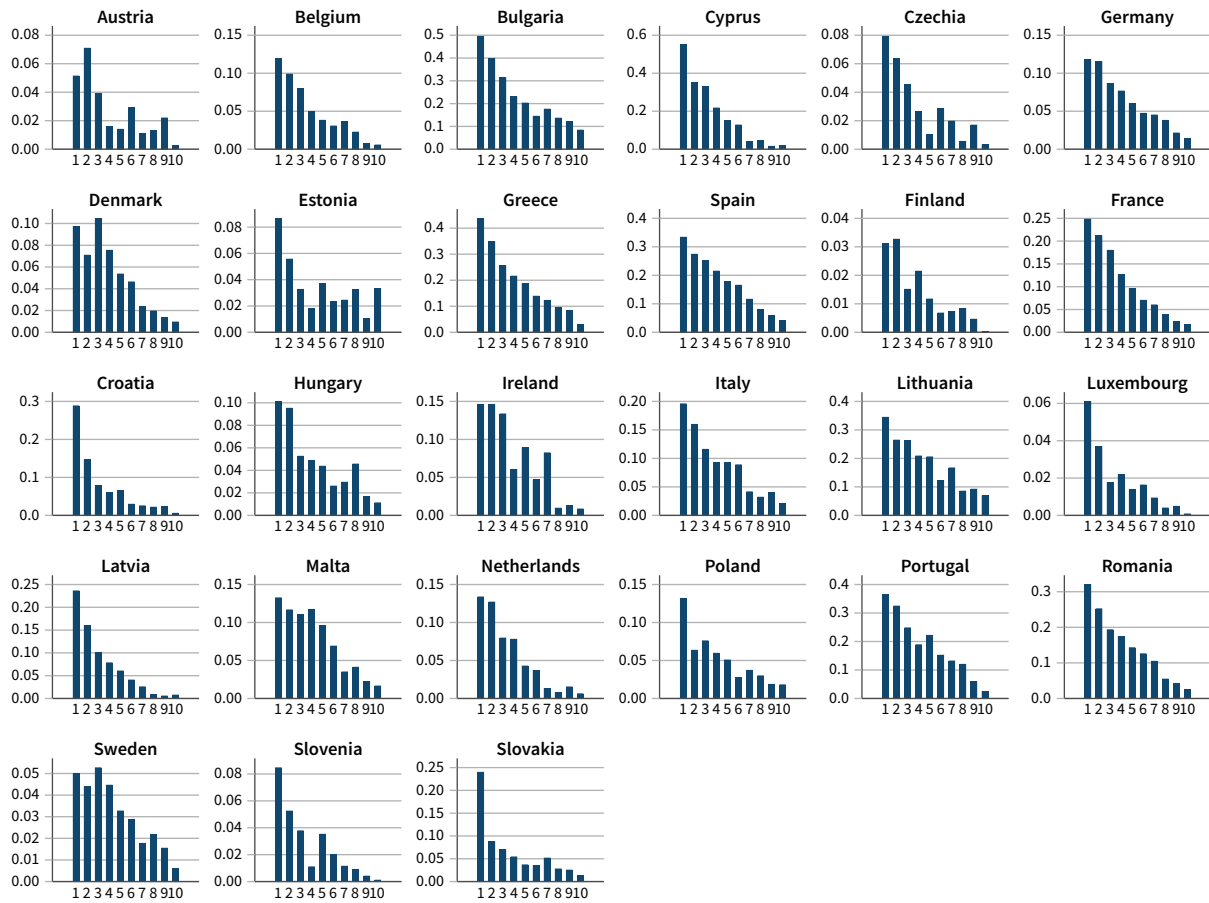 Austria
0.08
0.06
0.04
0.02
0.00
1 2 3 4 5 6 7 8 910
Belgium
0.15
0.10
0.05
0.00
1 2 3 4 5 6 7 8 910
Bulgaria
0.5
0.4
0.3
0.2
0.1
0.0
1 2 3 4 5 6 7 8 910
Cyprus
0.6
0.4
0.2
0.0
1 2 3 4 5 6 7 8 910
Czechia
0.08
0.06
0.04
0.02
0.00
1 2 3 4 5 6 7 8 910
Germany
0.15
0.10
0.05
0.00
1 2 3 4 5 6 7 8 910
Denmark
0.10
0.08
0.06
0.04
0.02
0.00
1 2 3 4 5 6 7 8 910
Estonia
0.08
0.06
0.04
0.02
0.00
1 2 3 4 5 6 7 8 910
Greece
0.4
0.3
0.2
0.1
0.0
1 2 3 4 5 6 7 8 910
Spain
0.4
0.3
0.2
0.1
0.0
1 2 3 4 5 6 7 8 910
Finland
0.04
0.03
0.02
0.01
0.00
1 2 3 4 5 6 7 8 910
France
0.25
0.20
0.15
0.10
0.05
0.00
1 2 3 4 5 6 7 8 910
Croatia
0.3
0.2
0.1
0.0
1 2 3 4 5 6 7 8 910
Hungary
0.10
0.08
0.06
0.04
0.02
0.00
1 2 3 4 5 6 7 8 910
Ireland
0.15
0.10
0.05
0.00
1 2 3 4 5 6 7 8 910
Italy
0.20
0.15
0.10
0.05
0.00
1 2 3 4 5 6 7 8 910
Lithuania
0.4
0.3
0.2
0.1
0.0
1 2 3 4 5 6 7 8 910
Luxembourg
0.06
0.04
0.02
0.00
1 2 3 4 5 6 7 8 910
Latvia
0.25
0.20
0.15
0.10
0.05
0.00
1 2 3 4 5 6 7 8 910
Malta
0.15
0.10
0.05
0.00
1 2 3 4 5 6 7 8 910
Netherlands
0.15
0.10
0.05
0.00
1 2 3 4 5 6 7 8 910
Poland
0.15
0.10
0.05
0.00
1 2 3 4 5 6 7 8 910
Portugal
0.4
0.3
0.2
0.1
0.0
1 2 3 4 5 6 7 8 910
Romania
0.3
0.2
0.1
0.0
1 2 3 4 5 6 7 8 910
Sweden
0.05
0.04
0.03
0.02
0.01
0.00
1 2 3 4 5 6 7 8 910
Slovenia
0.08
0.06
0.04
0.02
0.00
1 2 3 4 5 6 7 8 910
Slovakia
0.25
0.20
0.15
0.10
0.05
0.00
1 2 3 4 5 6 7 8 910